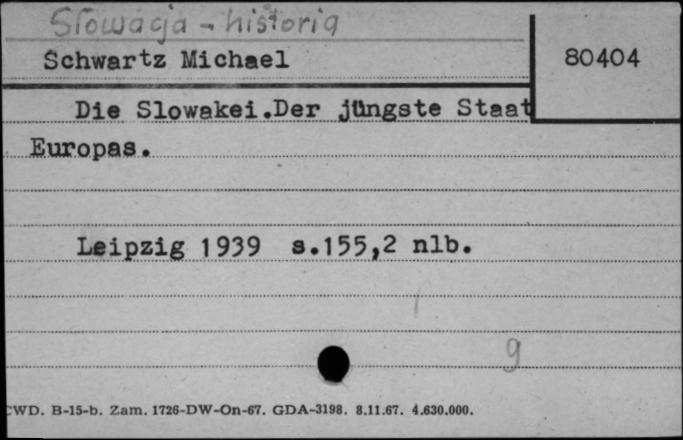 Słowacja - historia
Schwartz Michael
80404
Die Slowakei.Der jüngste Staat
Europas.
Leipzig 1939 s.155,2 nlb.
9
CWD. B-15-b. Zam. 1726-DW-On-67. GDA-3198. 8.11.67. 4.630.000.